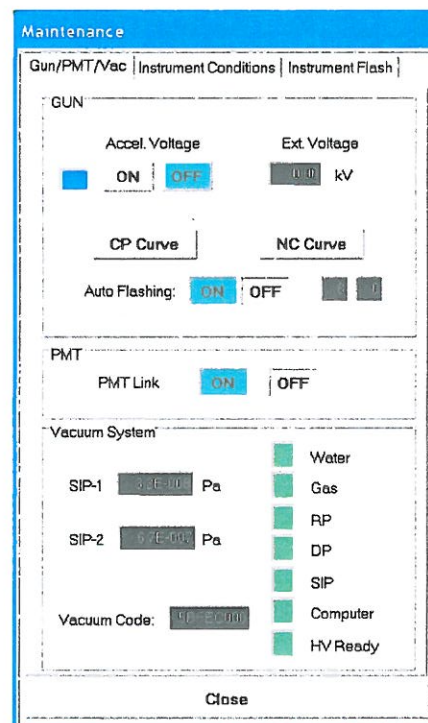 Maintenance
Gun/PMT/Vac Instrument Conditions Instrument Flash
GUN
Accel. Voltage Ext. Voltage
ON OFF kV
CP Curve NC Curve
Auto Flashing: ON OFF
PMT
PMT Link ON OFF
Vacuum System
Water
SIP-1 Pa Gas
RP
SIP-2 Pa DP
SIP
Vacuum Code: Computer
HV Ready
Close